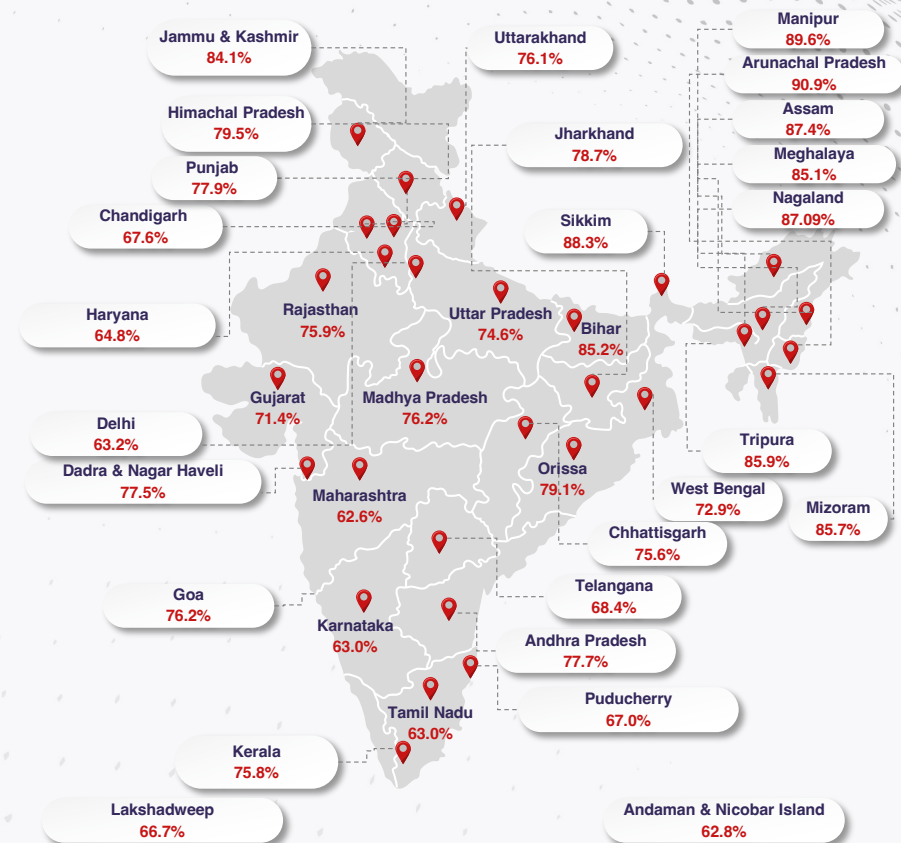 Manipur
89.6%
Jammu & Kashmir
84.1%
Uttarakhand
76.1%
Arunachal Pradesh
90.9%
Himachal Pradesh
79.5%
Assam
87.4%
Jharkhand
78.7%
Meghalaya
85.1%
Punjab
77.9%
Nagaland
87.09%
Chandigarh
67.6%
Sikkim
88.3%
Haryana
64.8%
Rajasthan
75.9%
Uttar Pradesh
74.6%
Bihar
85.2%
Gujarat
71.4%
Madhya Pradesh
76.2%
Delhi
63.2%
Tripura
85.9%
Dadra & Nagar Haveli
77.5%
Orissa
79.1%
Maharashtra
62.6%
West Bengal
72.9%
Mizoram
85.7%
Chhattisgarh
75.6%
Telangana
68.4%
Goa
76.2%
Karnataka
63.0%
Andhra Pradesh
77.7%
Puducherry
67.0%
Tamil Nadu
63.0%
Kerala
75.8%
Lakshadweep
66.7%
Andaman & Nicobar Island
62.8%